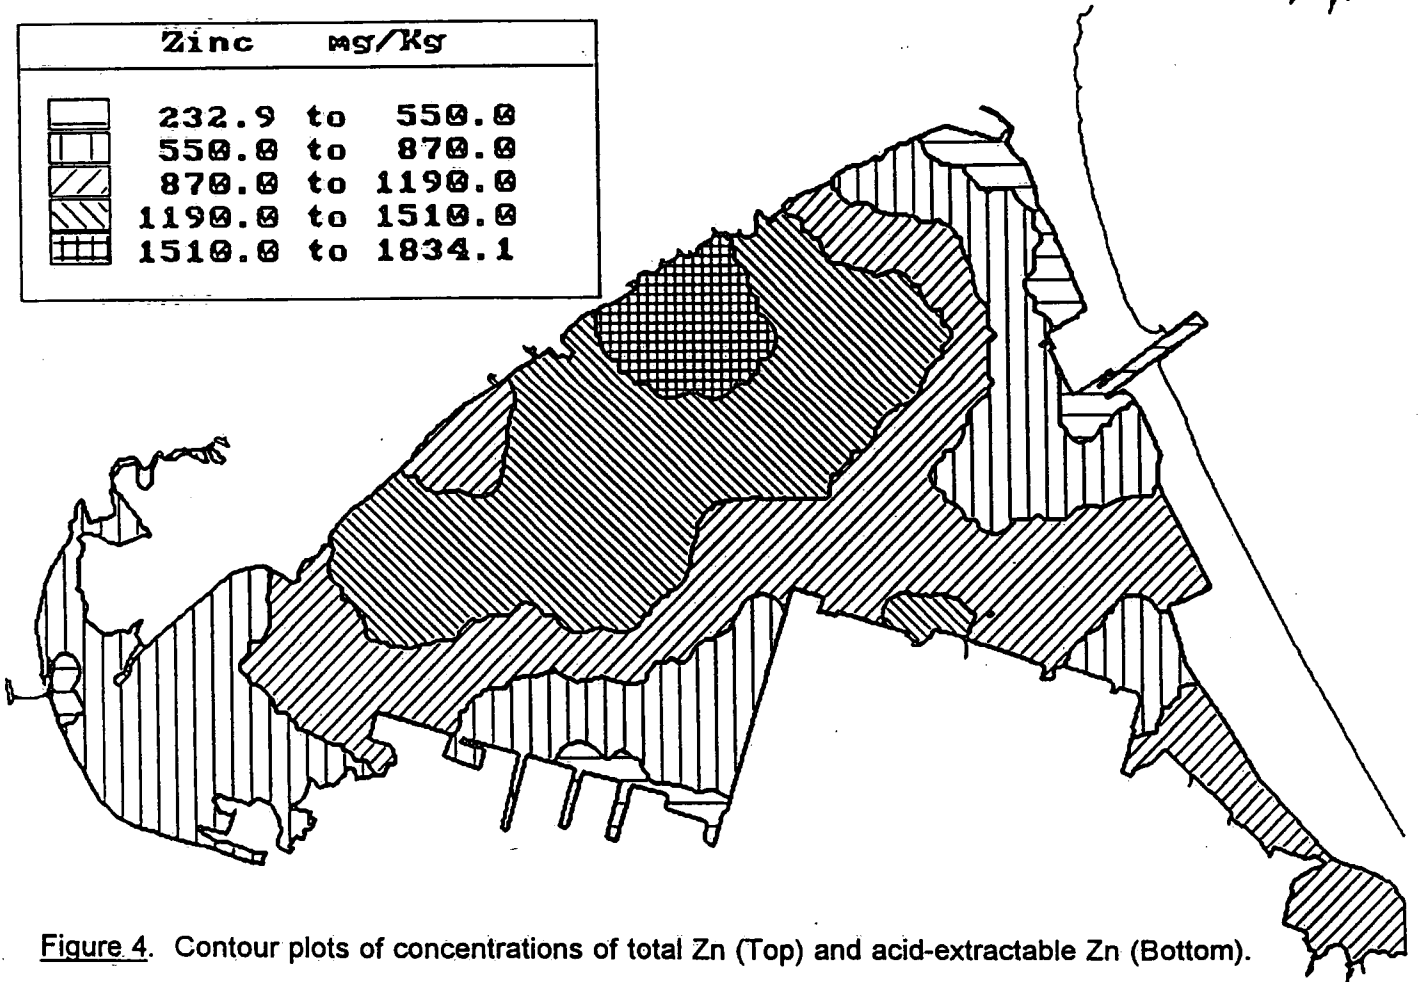 Zinc mg/Kg
232.9 to 550.0
550.0 to 870.0
870.0 to 1190.0
1190.0 to 1510.0
1510.0 to 1834.1
Figure 4. Contour plots of concentrations of total Zn (Top) and acid-extractable Zn (Bottom).